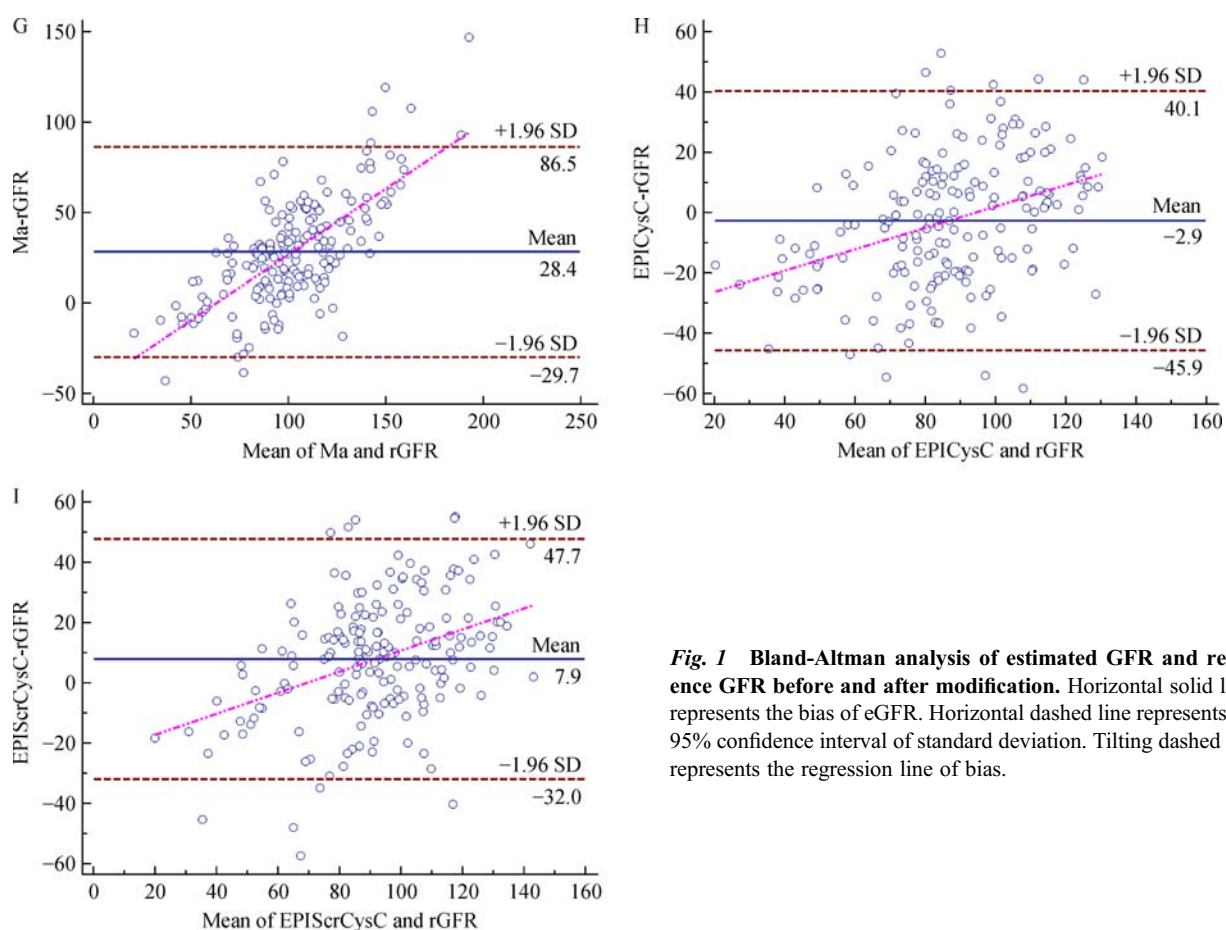 G
150
100
50
0
−50
Ma-rGFR
+1.96 SD
86.5
Mean
28.4
−1.96 SD
−29.7
0 50 100 150 200 250
Mean of Ma and rGFR
H
60
40
20
0
−20
−40
−60
EPICysC-rGFR
+1.96 SD
40.1
Mean
−2.9
−1.96 SD
−45.9
20 40 60 80 100 120 140 160
Mean of EPICysC and rGFR
I
60
40
20
0
−20
−40
−60
EPIScrCysC-rGFR
+1.96 SD
47.7
Mean
7.9
−1.96 SD
−32.0
0 20 40 60 80 100 120 140 160
Mean of EPIScrCysC and rGFR
Fig. 1 Bland-Altman analysis of estimated GFR and re
ence GFR before and after modification. Horizontal solid l
represents the bias of eGFR. Horizontal dashed line represents
95% confidence interval of standard deviation. Tilting dashed
represents the regression line of bias.